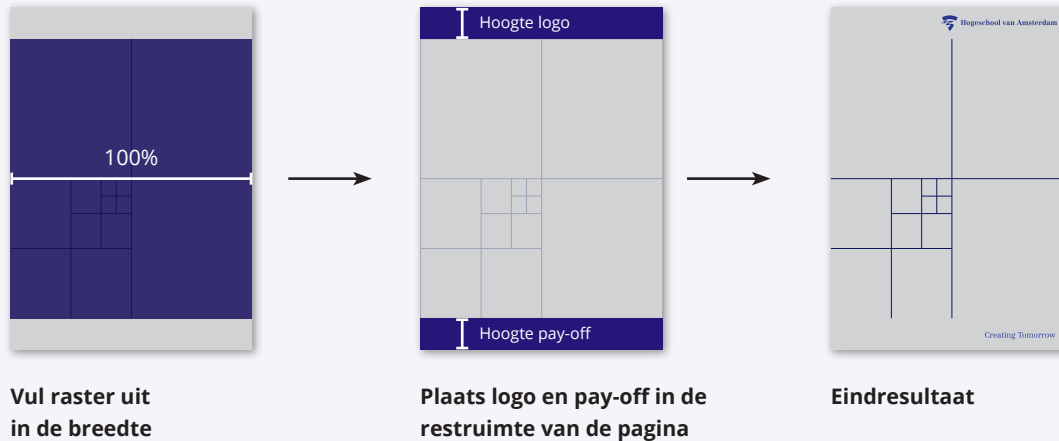 100%
Hoogte logo
Hoogte pay-off
Hogeschool van Amsterdam
Creating Tomorrow
Vul raster uit
in de breedte
Plaats logo en pay-off in de
restruimte van de pagina
Eindresultaat